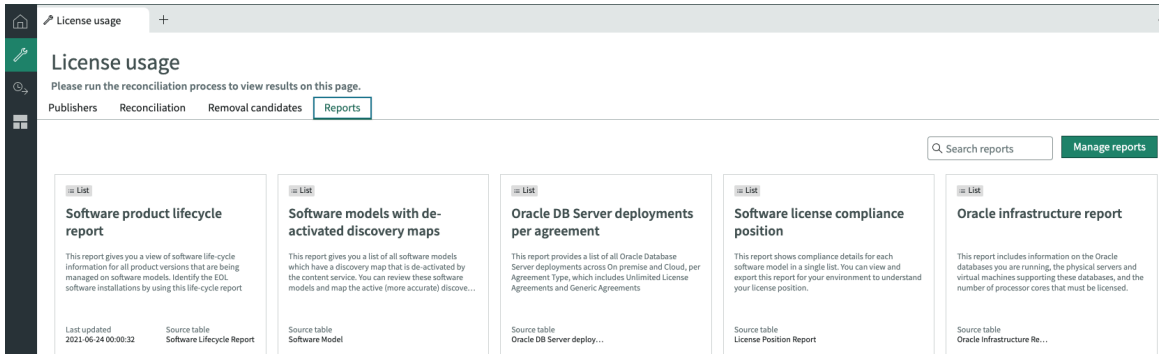 License usage
License usage
Please run the reconciliation process to view results on this page.
Publishers Reconciliation Removal candidates Reports
Search reports Manage reports
List
Software product lifecycle
report
This report gives you a view of software life-cycle
information for all product versions that are being
managed on software models. Identify the EOL
software installations by using this life-cycle report
Last updated Source table
2021-06-24 00:00:32 Software Lifecycle Report
List
Software models with de-
activated discovery maps
This report gives you a list of all software models
which have a discovery map that is de-activated by
the content service. You can review these software
models and map the active (more accurate) discove…
Source table
Software Model
List
Oracle DB Server deployments
per agreement
This report provides a list of all Oracle Database
Server deployments across On premise and Cloud, per
Agreement Type, which includes Unlimited License
Agreements and Generic Agreements
Source table
Oracle DB Server deploy…
List
Software license compliance
position
This report shows compliance details for each
software model in a single list. You can view and
export this report for your environment to understand
your license position.
Source table
License Position Report
List
Oracle infrastructure report
This report includes information on the Oracle
databases you are running, the physical servers and
virtual machines supporting these databases, and the
number of processor cores that must be licensed.
Source table
Oracle Infrastructure Re…